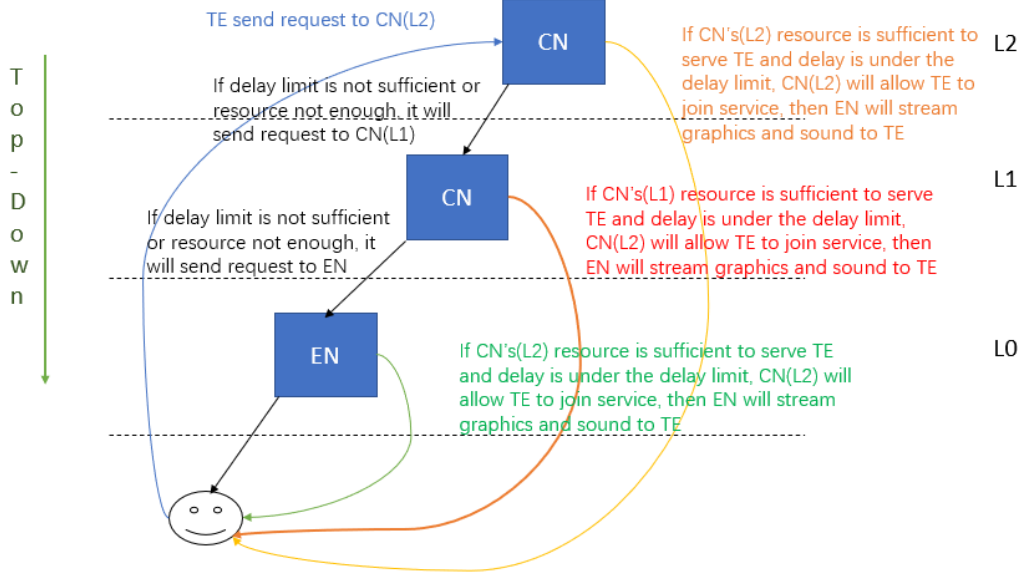 TE send request to CN(L2)
CN
If CN's(L2) resource is sufficient to
serve TE and delay is under the
delay limit, CN(L2) will allow TE to
join service, then EN will stream
graphics and sound to TE
L2
T
o
p
-
D
o
w
n
If delay limit is not sufficient or
resource not enough, it will
send request to CN(L1)
CN
If CN's(L1) resource is sufficient to serve
TE and delay is under the delay limit,
CN(L2) will allow TE to join service, then
EN will stream graphics and sound to TE
L1
If delay limit is not sufficient
or resource not enough, it
will send request to EN
EN
If CN's(L2) resource is sufficient to serve TE
and delay is under the delay limit, CN(L2) will
allow TE to join service, then EN will stream
graphics and sound to TE
L0